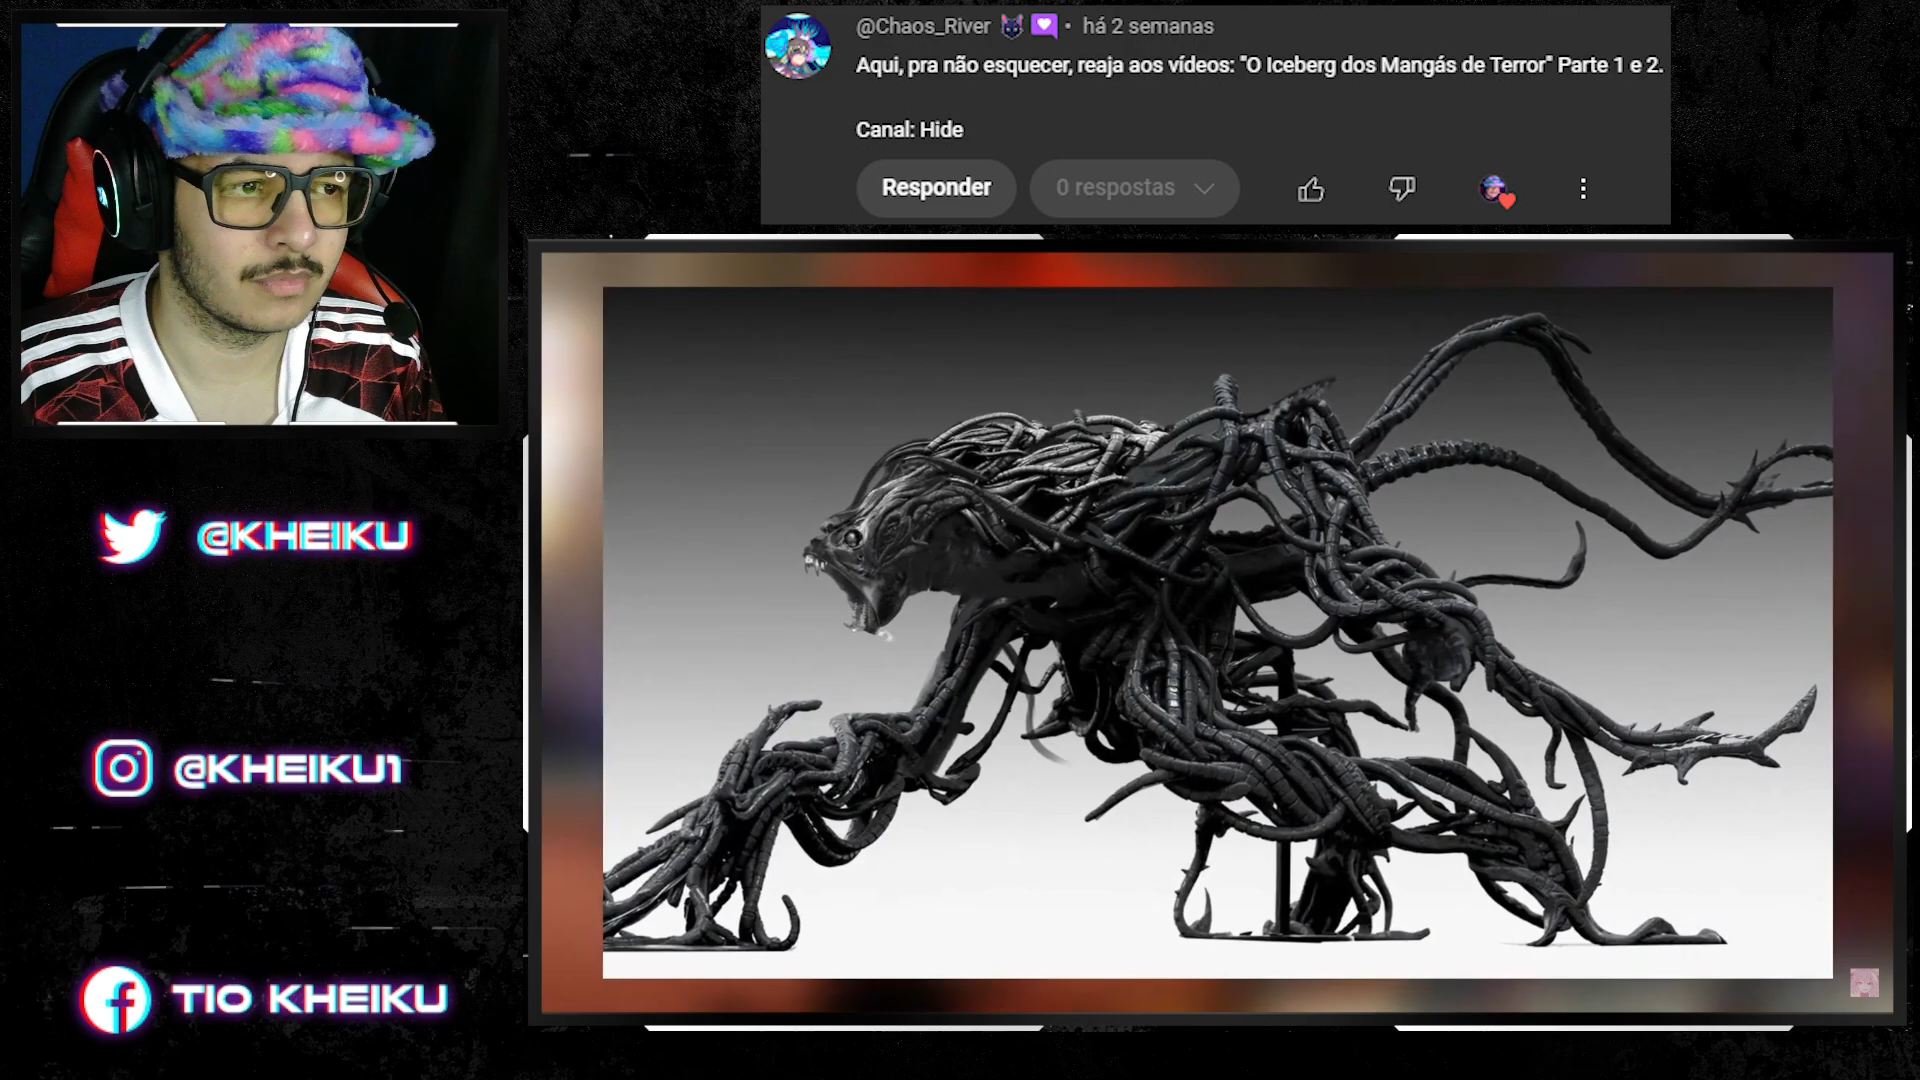 @Chaos_River • há 2 semanas
Aqui, pra não esquecer, reaja aos vídeos: "O Iceberg dos Mangás de Terror" Parte 1 e 2.
Canal: Hide
Responder 0 respostas
@KHEIKU
@KHEIKU1
TIO KHEIKU